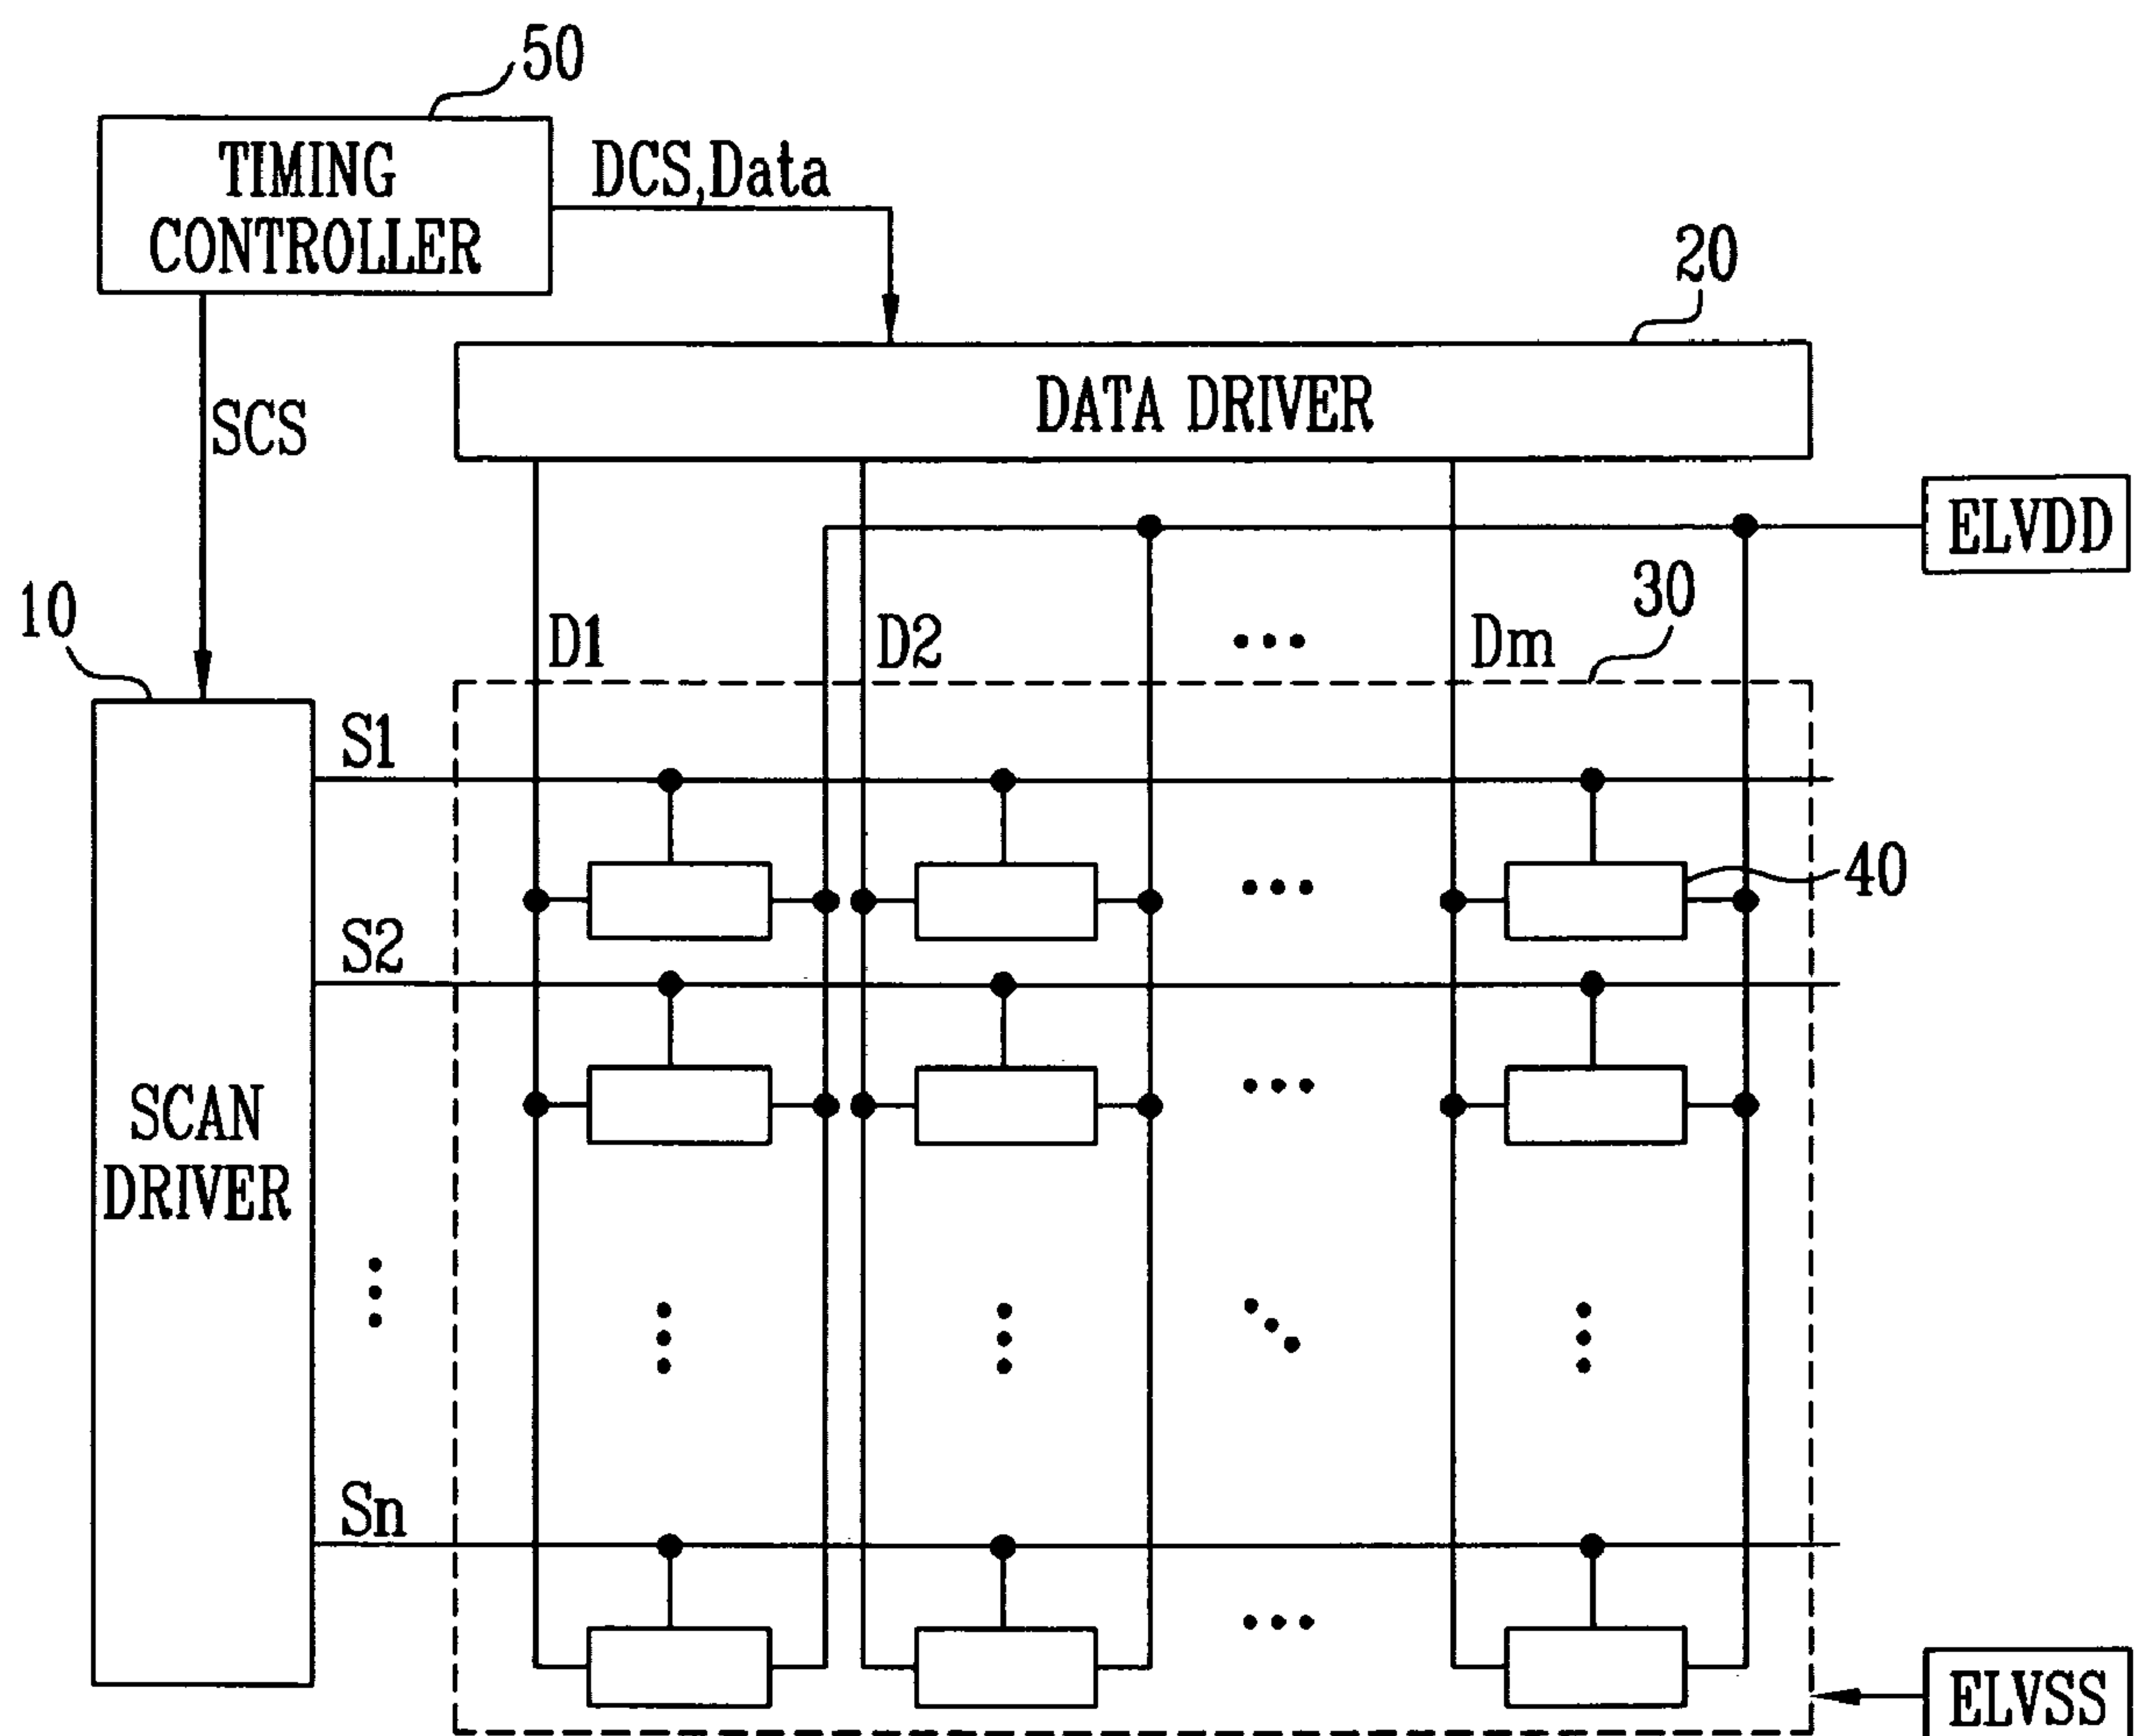 50
TIMING
CONTROLLER
DCS,Data
20
DATA DRIVER
SCS
ELVDD
10
30
D1
D2
Dm
S1
40
S2
SCAN
DRIVER
Sn
ELVSS